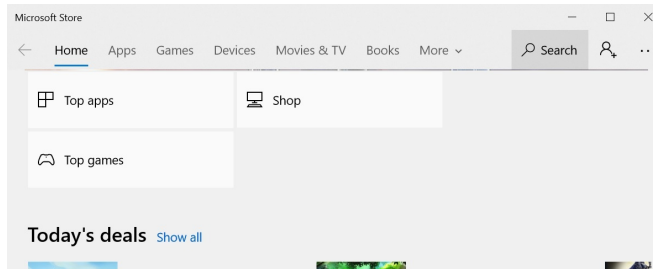 Microsoft Store
Home Apps Games Devices Movies & TV Books More Search
Top apps Shop
Top games
Today's deals Show all